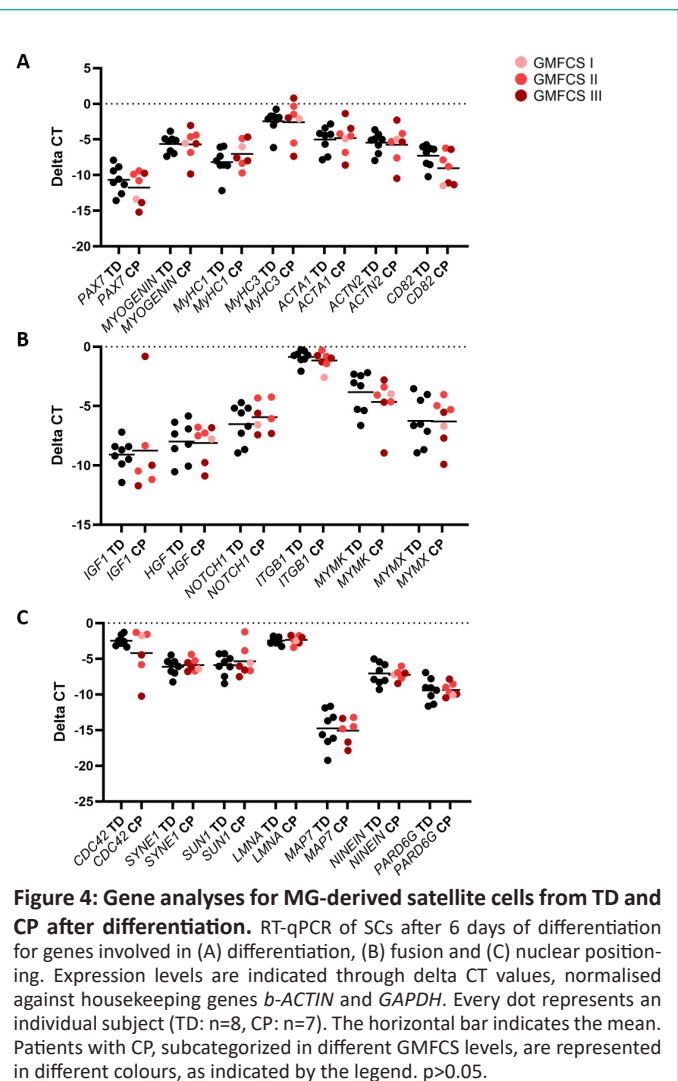 A
GMFCS I
GMFCS II
GMFCS III
5
0
-5
-10
-15
-20
Delta CT
PAX7 TD
PAX7 CP
MYOGENIN TD
MYOGENIN CP
MyHC1 TD
MyHC1 CP
MyHC3 TD
MyHC3 CP
ACTA1 TD
ACTA1 CP
ACTN2 TD
ACTN2 CP
CD82 TD
CD82 CP
B
0
-5
-10
-15
Delta CT
IGF1 TD
IGF1 CP
HGF TD
HGF CP
NOTCH1 TD
NOTCH1 CP
ITGB1 TD
ITGB1 CP
MYMK TD
MYMK CP
MYMX TD
MYMX CP
C
0
-5
-10
-15
-20
-25
Delta CT
CDC42 TD
CDC42 CP
SYNE1 TD
SYNE1 CP
SUN1 TD
SUN1 CP
LMNA TD
LMNA CP
MAP7 TD
MAP7 CP
NINEIN TD
NINEIN CP
PARD6G TD
PARD6G CP
Figure 4: Gene analyses for MG-derived satellite cells from TD and
CP after differentiation. RT-qPCR of SCs after 6 days of differentiation
for genes involved in (A) differentiation, (B) fusion and (C) nuclear position-
ing. Expression levels are indicated through delta CT values, normalised
against housekeeping genes b-ACTIN and GAPDH. Every dot represents an
individual subject (TD: n=8, CP: n=7). The horizontal bar indicates the mean.
Patients with CP, subcategorized in different GMFCS levels, are represented
in different colours, as indicated by the legend. p>0.05.